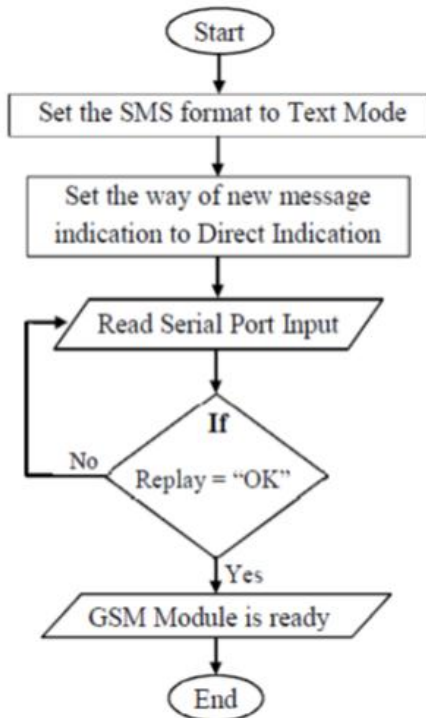 Start
Set the SMS format to Text Mode
Set the way of new message
indication to Direct Indication
Read Serial Port Input
If
No
Replay = “OK”
Yes
GSM Module is ready
End